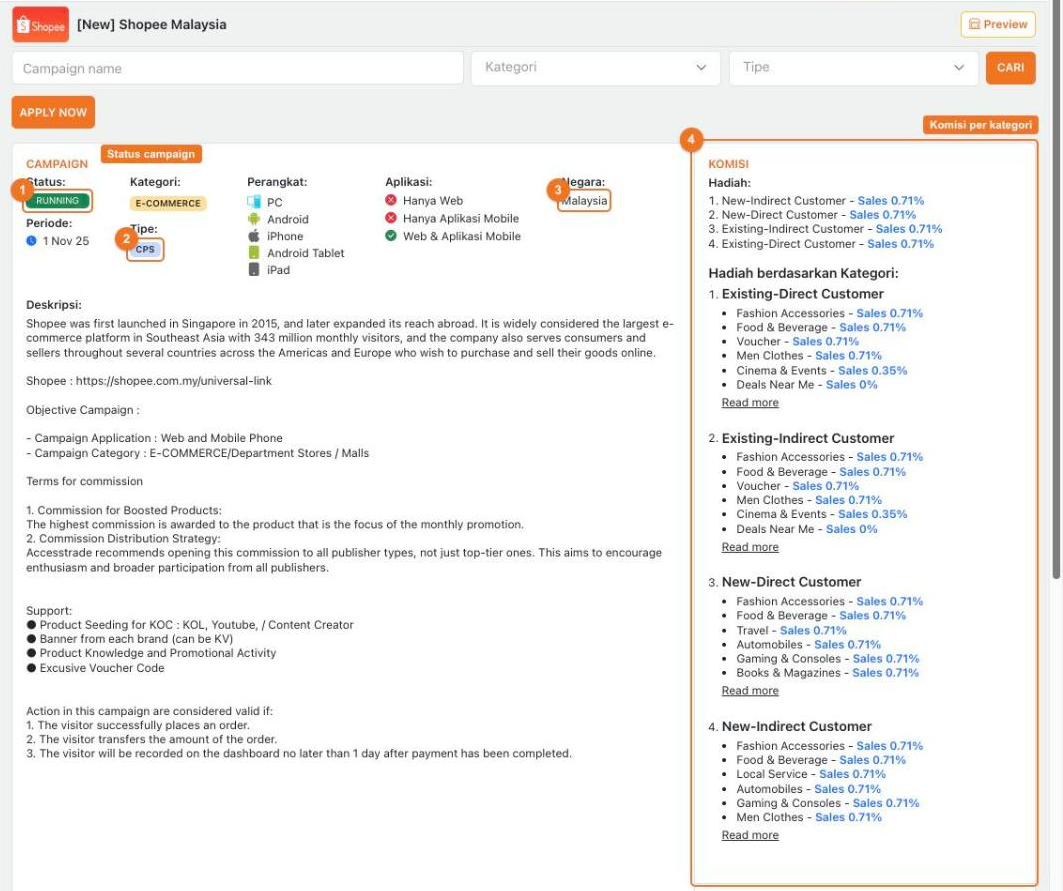 Shopee
[New] Shopee Malaysia
Preview
Campaign name
Kategori
Tipe
CARI
APPLY NOW
Komisi per kategori
CAMPAIGN
Status campaign
Status:
1
RUNNING
Periode:
1 Nov 25
Kategori:
E-COMMERCE
Tipe:
2
CPS
Perangkat:
PC
Android
iPhone
Android Tablet
iPad
Aplikasi:
Hanya Web
Hanya Aplikasi Mobile
Web & Aplikasi Mobile
3
Negara:
Malaysia
Deskripsi:
Shopee was first launched in Singapore in 2015, and later expanded its reach abroad. It is widely considered the largest e-
commerce platform in Southeast Asia with 343 million monthly visitors, and the company also serves consumers and
sellers throughout several countries across the Americas and Europe who wish to purchase and sell their goods online.
Shopee : https://shopee.com.my/universal-link
Objective Campaign :
- Campaign Application : Web and Mobile Phone
- Campaign Category : E-COMMERCE/Department Stores / Malls
Terms for commission
1. Commission for Boosted Products:
The highest commission is awarded to the product that is the focus of the monthly promotion.
2. Commission Distribution Strategy:
Accesstrade recommends opening this commission to all publisher types, not just top-tier ones. This aims to encourage
enthusiasm and broader participation from all publishers.
Support:
● Product Seeding for KOC : KOL, Youtube, / Content Creator
● Banner from each brand (can be KV)
● Product Knowledge and Promotional Activity
● Excusive Voucher Code
Action in this campaign are considered valid if:
1. The visitor successfully places an order.
2. The visitor transfers the amount of the order.
3. The visitor will be recorded on the dashboard no later than 1 day after payment has been completed.
4
KOMISI
Hadiah:
1. New-Indirect Customer - Sales 0.71%
2. New-Direct Customer - Sales 0.71%
3. Existing-Indirect Customer - Sales 0.71%
4. Existing-Direct Customer - Sales 0.71%
Hadiah berdasarkan Kategori:
1. Existing-Direct Customer
• Fashion Accessories - Sales 0.71%
• Food & Beverage - Sales 0.71%
• Voucher - Sales 0.71%
• Men Clothes - Sales 0.71%
• Cinema & Events - Sales 0.35%
• Deals Near Me - Sales 0%
Read more
2. Existing-Indirect Customer
• Fashion Accessories - Sales 0.71%
• Food & Beverage - Sales 0.71%
• Voucher - Sales 0.71%
• Men Clothes - Sales 0.71%
• Cinema & Events - Sales 0.35%
• Deals Near Me - Sales 0%
Read more
3. New-Direct Customer
• Fashion Accessories - Sales 0.71%
• Food & Beverage - Sales 0.71%
• Travel - Sales 0.71%
• Automobiles - Sales 0.71%
• Gaming & Consoles - Sales 0.71%
• Books & Magazines - Sales 0.71%
Read more
4. New-Indirect Customer
• Fashion Accessories - Sales 0.71%
• Food & Beverage - Sales 0.71%
• Local Service - Sales 0.71%
• Automobiles - Sales 0.71%
• Gaming & Consoles - Sales 0.71%
• Men Clothes - Sales 0.71%
Read more